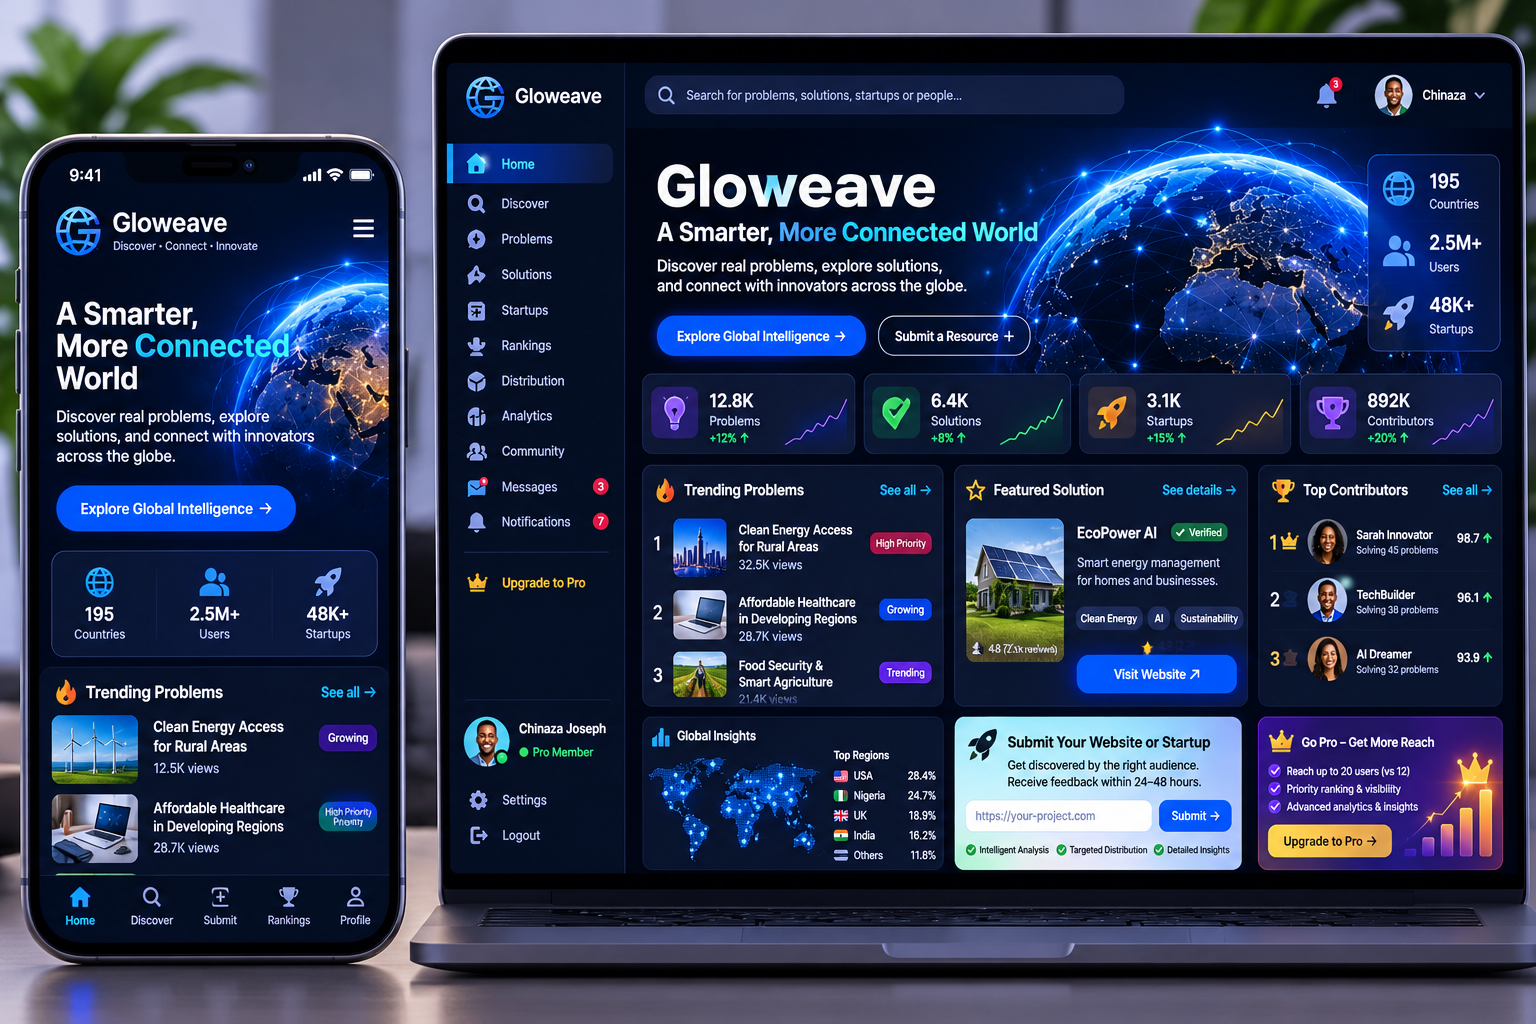 9:41
Gloweave
Discover • Connect • Innovate
A Smarter,
More Connected
World
Discover real problems, explore
solutions, and connect with innovators
across the globe.
Explore Global Intelligence →
195
Countries
2.5M+
Users
48K+
Startups
Trending Problems
See all →
Clean Energy Access
for Rural Areas
12.5K views
Growing
Affordable Healthcare
in Developing Regions
28.7K views
High Priority
Home
Discover
Submit
Rankings
Profile
Gloweave
Search for problems, solutions, startups or people...
3
Chinaza
Home
Discover
Problems
Solutions
Startups
Rankings
Distribution
Analytics
Community
Messages
3
Notifications
7
Upgrade to Pro
Chinaza Joseph
Pro Member
Settings
Logout
Gloweave
A Smarter, More Connected World
Discover real problems, explore solutions,
and connect with innovators across the globe.
Explore Global Intelligence →
Submit a Resource +
195
Countries
2.5M+
Users
48K+
Startups
12.8K
Problems
+12% ↑
6.4K
Solutions
+8% ↑
3.1K
Startups
+15% ↑
892K
Contributors
+20% ↑
Trending Problems
See all →
1
Clean Energy Access
for Rural Areas
32.5K views
High Priority
2
Affordable Healthcare
in Developing Regions
28.7K views
Growing
3
Food Security &
Smart Agriculture
21.4K views
Trending
Featured Solution
See details →
EcoPower AI
✓ Verified
Smart energy management
for homes and businesses.
Clean Energy
AI
Sustainability
Visit Website ↗
Top Contributors
See all →
1
Sarah Innovator
Solving 45 problems
98.7 ↑
2
TechBuilder
Solving 38 problems
96.1 ↑
3
AI Dreamer
Solving 32 problems
93.9 ↑
Global Insights
Top Regions
USA 28.4%
Nigeria 24.7%
UK 18.9%
India 16.2%
Others 11.8%
Submit Your Website or Startup
Get discovered by the right audience.
Receive feedback within 24–48 hours.
https://your-project.com
Submit →
Intelligent Analysis
Targeted Distribution
Detailed Insights
Go Pro – Get More Reach
Reach up to 20 users (vs 12)
Priority ranking & visibility
Advanced analytics & insights
Upgrade to Pro →